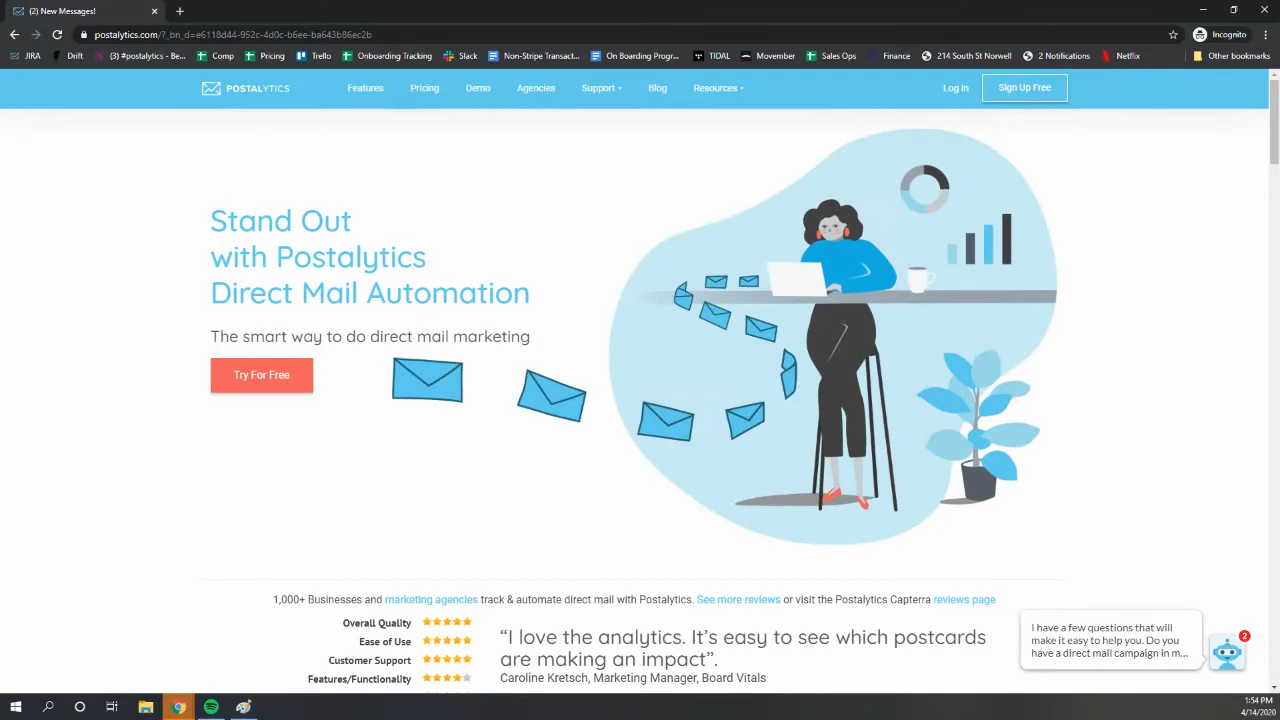 (2) New Messages!
postalytics.com/?_bn_d=e6118d44-952c-4d0c-b6ee-ba643b86ec2b
Incognito
JIRA
Drift
(3) #postalytics - Be...
Comp
Pricing
Trello
Onboarding Tracking
Slack
Non-Stripe Transact...
On Boarding Progr...
TIDAL
Movember
Sales Ops
Finance
214 South St Norwell
2 Notifications
Netflix
Other bookmarks
POSTALYTICS
Features
Pricing
Demo
Agencies
Support
Blog
Resources
Log In
Sign Up Free
Stand Out
with Postalytics
Direct Mail Automation
The smart way to do direct mail marketing
Try For Free
1,000+ Businesses and marketing agencies track & automate direct mail with Postalytics. See more reviews or visit the Postalytics Capterra reviews page
Overall Quality
Ease of Use
Customer Support
Features/Functionality
“I love the analytics. It’s easy to see which postcards
are making an impact”.
Caroline Kretsch, Marketing Manager, Board Vitals
I have a few questions that will
make it easy to help you. Do you
have a direct mail campaign in m...
2
1:54 PM
4/14/2020